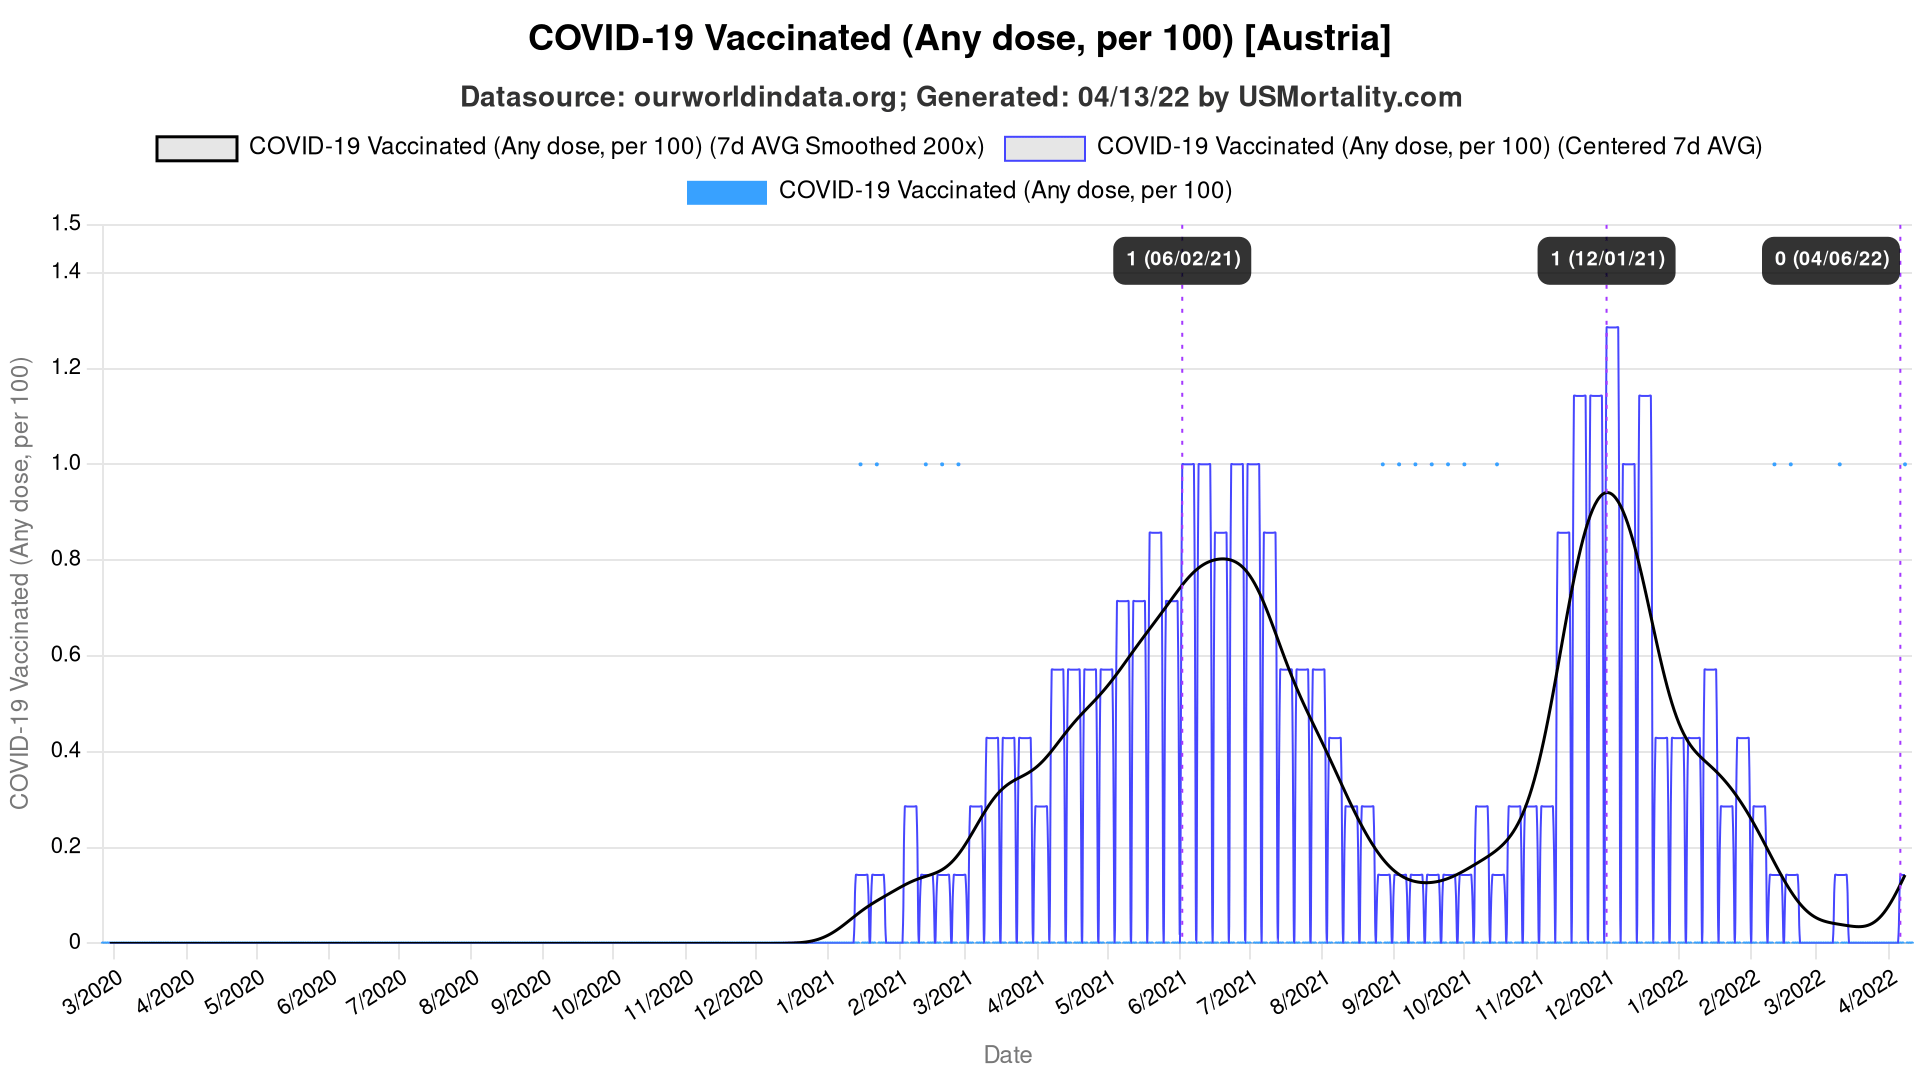 COVID-19 Vaccinated (Any dose, per 100) [Austria]
Datasource: ourworldindata.org; Generated: 04/13/22 by USMortality.com
COVID-19 Vaccinated (Any dose, per 100) (7d AVG Smoothed 200x) COVID-19 Vaccinated (Any dose, per 100) (Centered 7d AVG)
COVID-19 Vaccinated (Any dose, per 100)
COVID-19 Vaccinated (Any dose, per 100)
1.5
1.4
1.2
1.0
0.8
0.6
0.4
0.2
0
1 (06/02/21) 1 (12/01/21) 0 (04/06/22)
3/2020 4/2020 5/2020 6/2020 7/2020 8/2020 9/2020 10/2020 11/2020 12/2020 1/2021 2/2021 3/2021 4/2021 5/2021 6/2021 7/2021 8/2021 9/2021 10/2021 11/2021 12/2021 1/2022 2/2022 3/2022 4/2022
Date